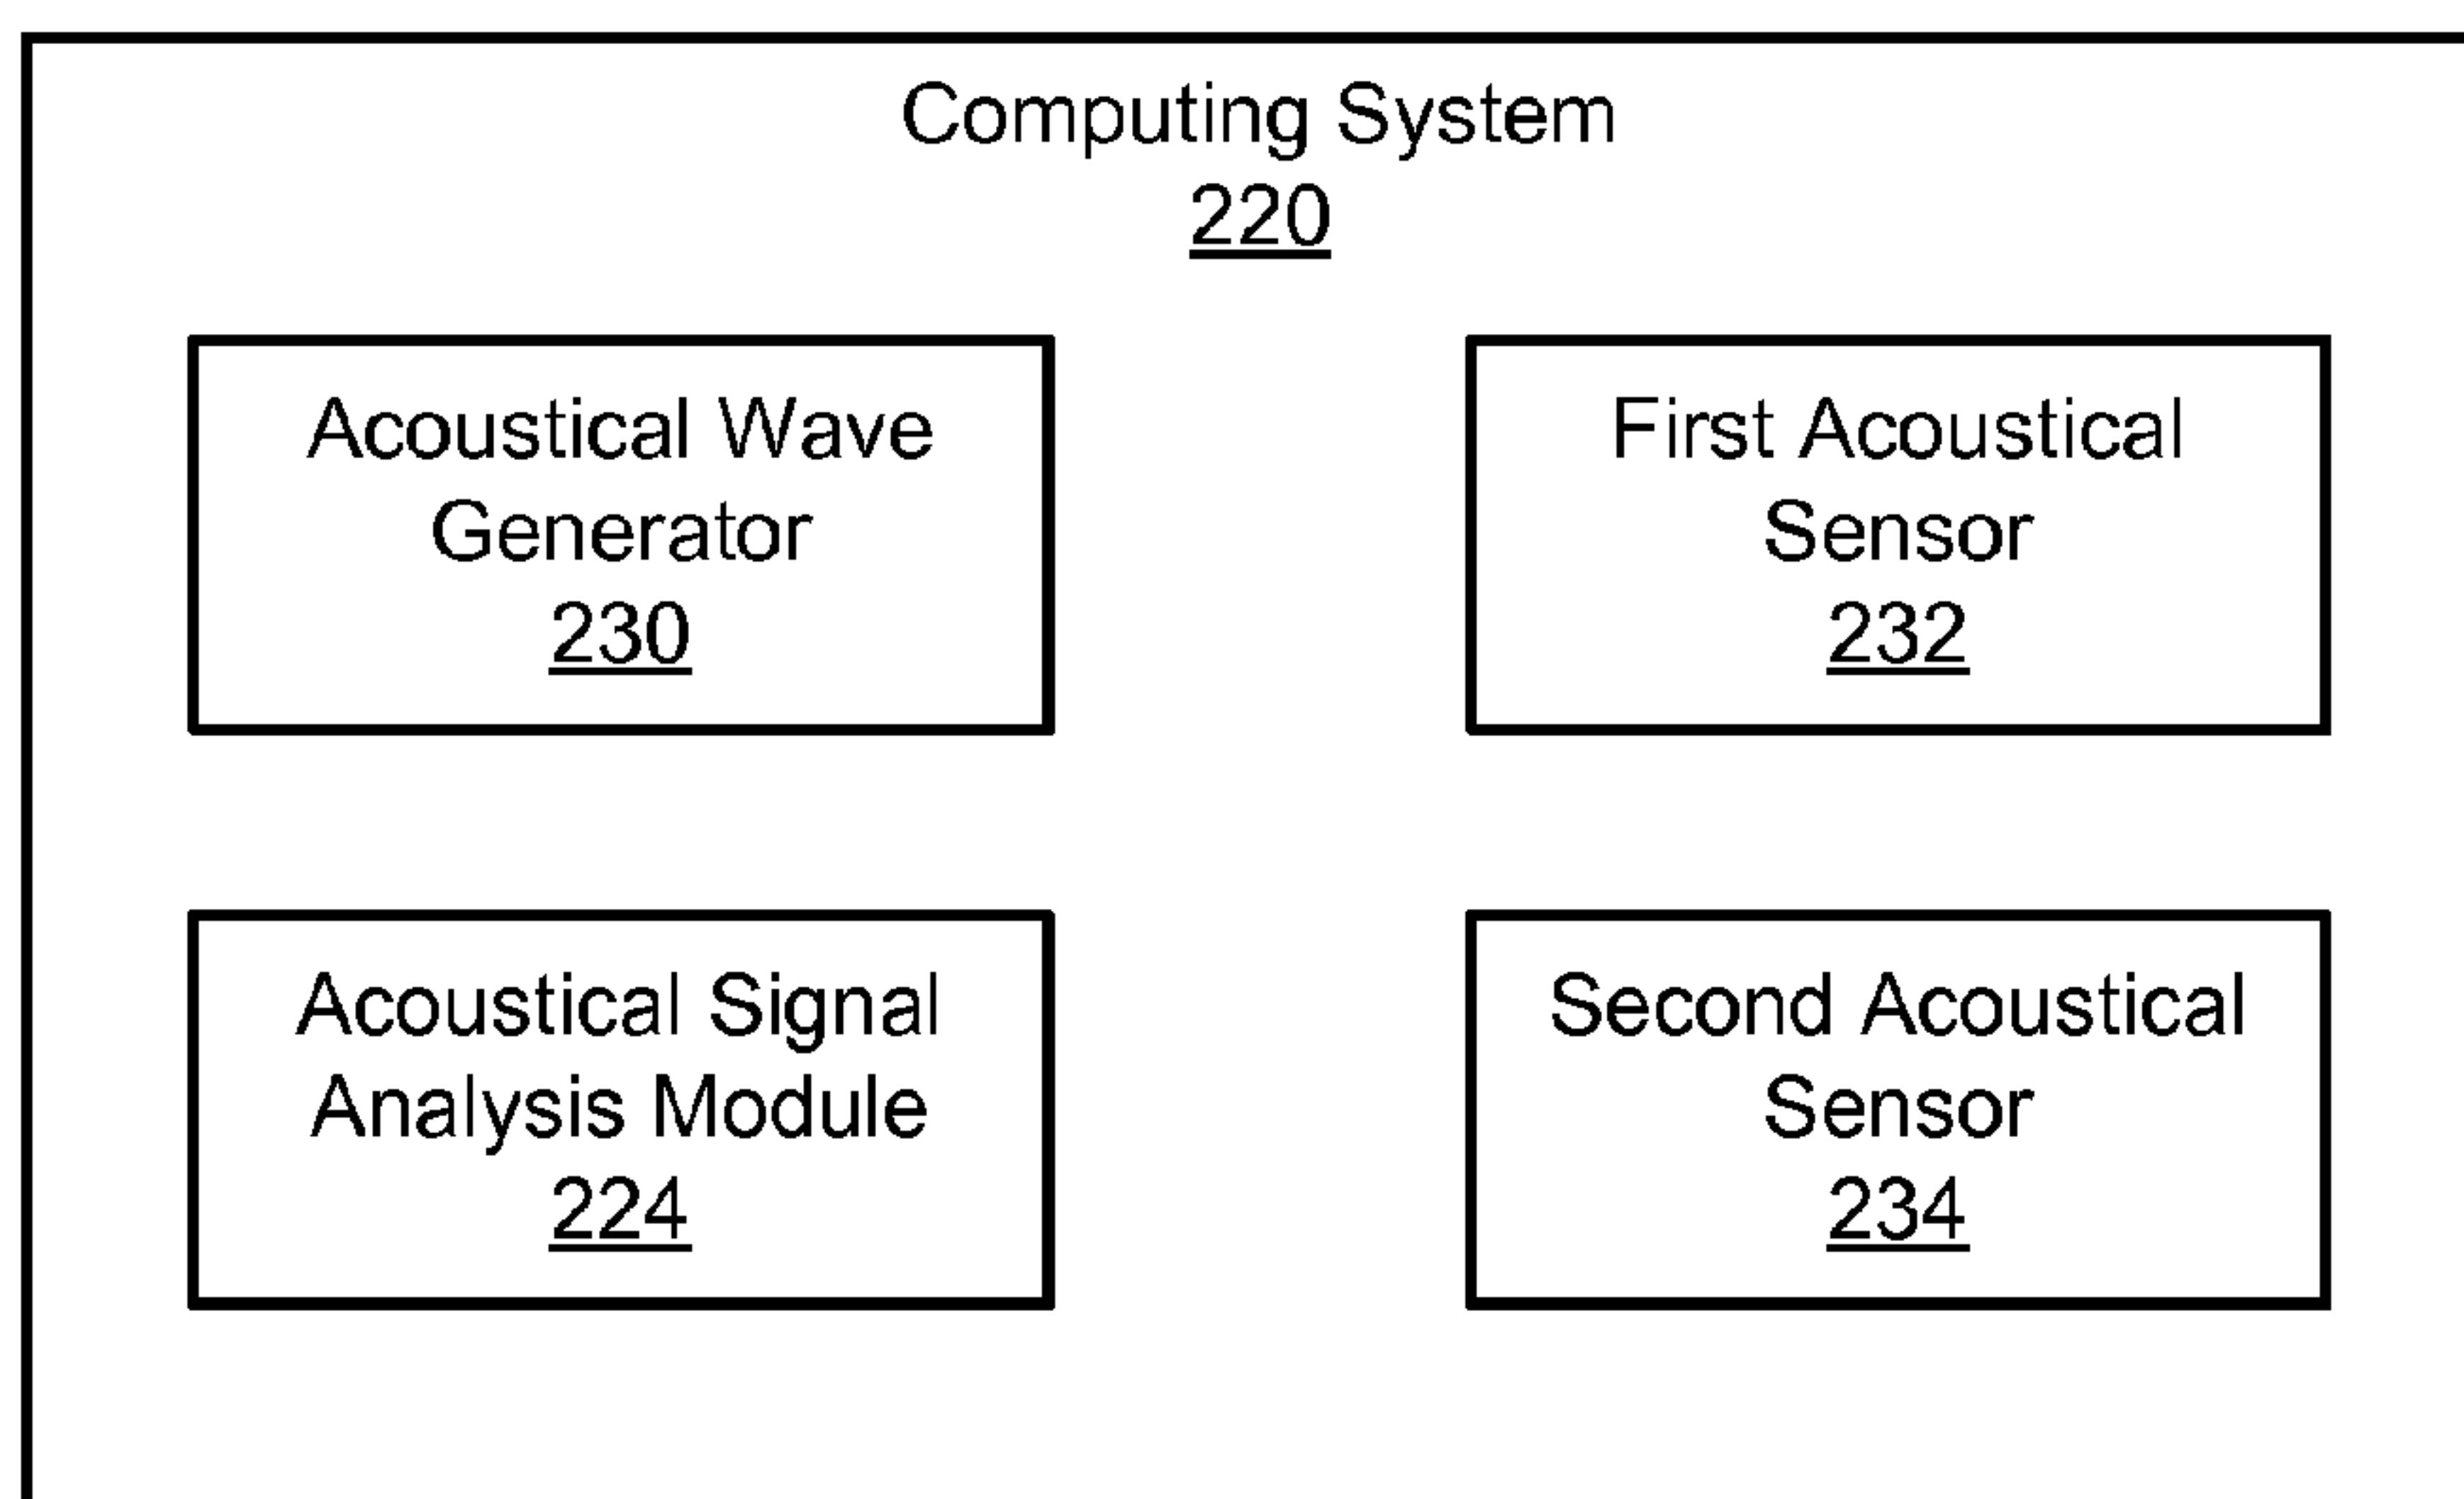 Computing System
220
Acoustical Wave
Generator
230
First Acoustical
Sensor
232
Acoustical Signal
Analysis Module
224
Second Acoustical
Sensor
234